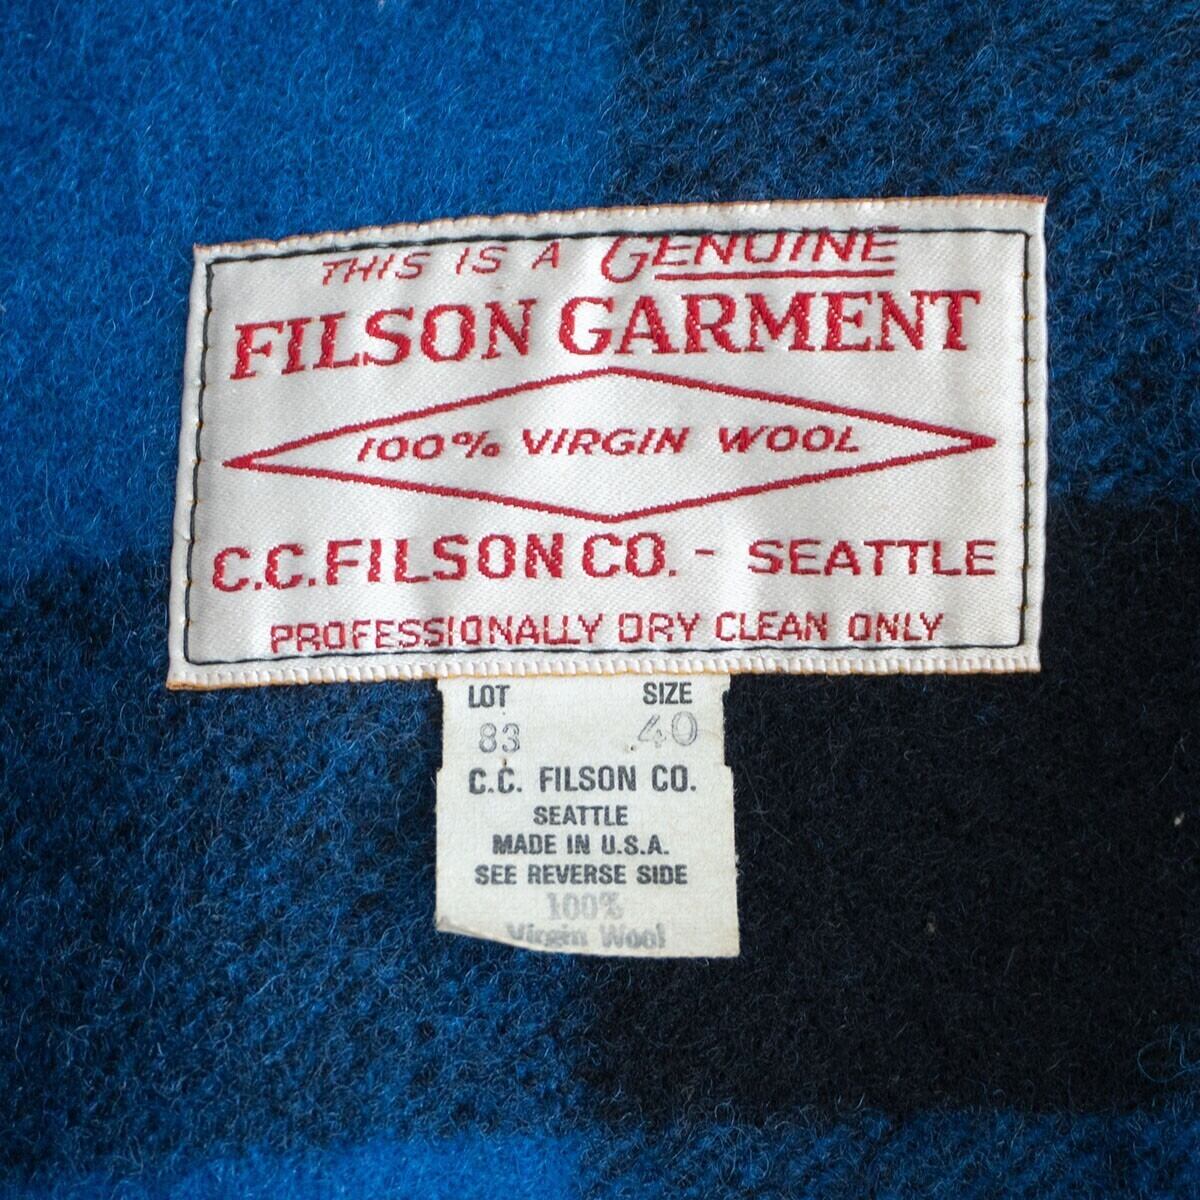 THIS IS A GENUINE
FILSON GARMENT
100% VIRGIN WOOL
C.C. FILSON CO. - SEATTLE
PROFESSIONALLY DRY CLEAN ONLY
LOT SIZE
83 40
C.C. FILSON CO.
SEATTLE
MADE IN U.S.A.
SEE REVERSE SIDE
100%
Virgin Wool